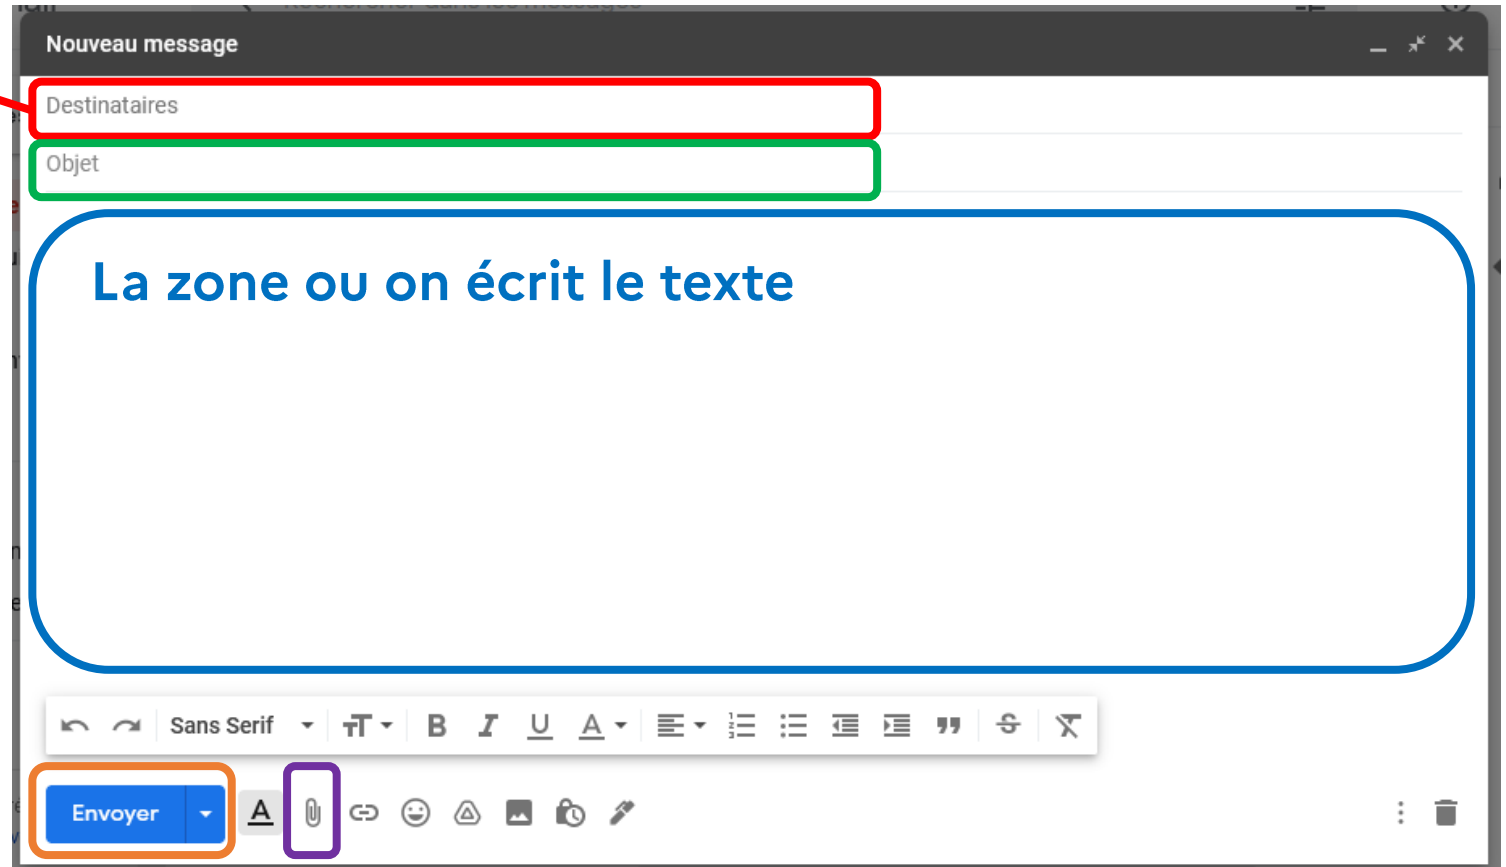 Nouveau message
Destinataires
Objet
La zone ou on écrit le texte
Sans Serif
Envoyer